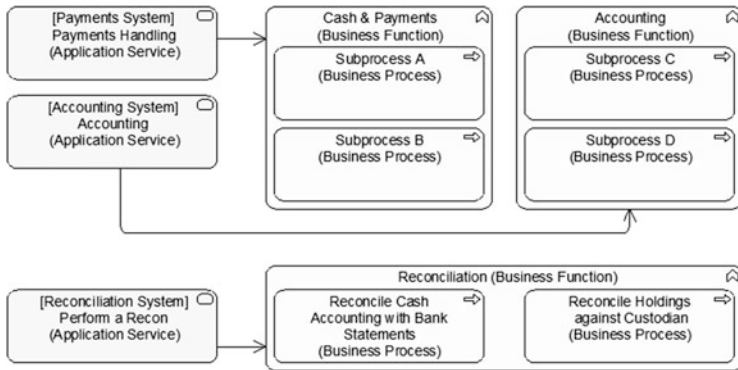 [Payments System]
Payments Handling
(Application Service)
Cash & Payments
(Business Function)
Subprocess A
(Business Process)
Subprocess B
(Business Process)
Accounting
(Business Function)
Subprocess C
(Business Process)
Subprocess D
(Business Process)
[Accounting System]
Accounting
(Application Service)
Reconciliation (Business Function)
[Reconciliation System]
Perform a Recon
(Application Service)
Reconcile Cash
Accounting with Bank
Statements
(Business Process)
Reconcile Holdings
against Custodian
(Business Process)